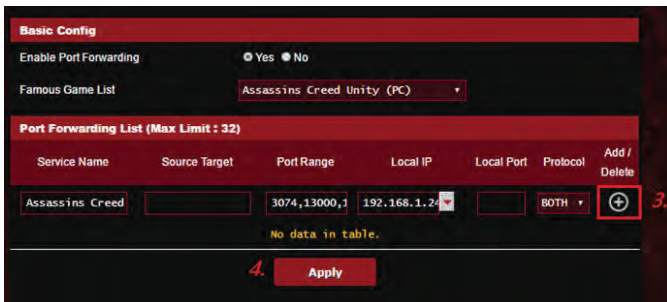 Basic Config
Enable Port Forwarding Yes No
Famous Game List Assassins Creed Unity (PC)
Port Forwarding List (Max Limit : 32)
Service Name Source Target Port Range Local IP Local Port Protocol Add / Delete
Assassins Creed 3074,13000,1 192.168.1.24 BOTH 3.
No data in table.
4. Apply